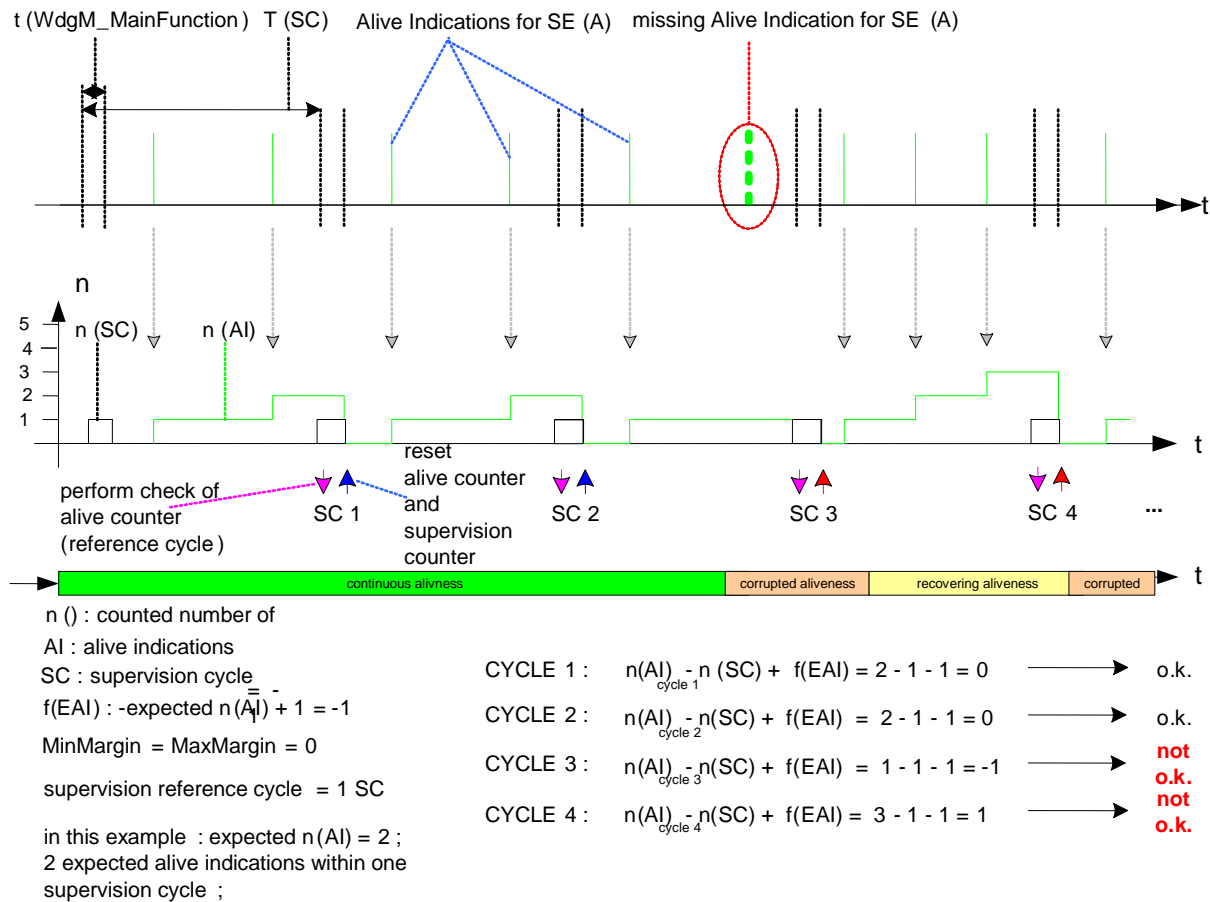 t (WdgM_MainFunction) T (SC) Alive Indications for SE (A) missing Alive Indication for SE (A)
t
n
5
4
3
2
1
n (SC)
n (AI)
t
perform check of
alive counter
(reference cycle)
reset
alive counter
and
supervision
counter
SC 1
SC 2
SC 3
SC 4
...
continuous alivness
corrupted aliveness
recovering aliveness
corrupted
t
n () : counted number of
AI : alive indications
SC : supervision cycle
= -
f(EAI) : -expected n (AI) + 1 = -1
1
MinMargin = MaxMargin = 0
supervision reference cycle = 1 SC
in this example : expected n (AI) = 2 ;
2 expected alive indications within one
supervision cycle ;
CYCLE 1 : n(AI) cycle 1 - n (SC) + f(EAI) = 2 - 1 - 1 = 0 o.k.
CYCLE 2 : n(AI) cycle 2 - n(SC) + f(EAI) = 2 - 1 - 1 = 0 o.k.
CYCLE 3 : n(AI) cycle 3 - n(SC) + f(EAI) = 1 - 1 - 1 = -1 not o.k.
CYCLE 4 : n(AI) cycle 4 - n(SC) + f(EAI) = 3 - 1 - 1 = 1 not o.k.